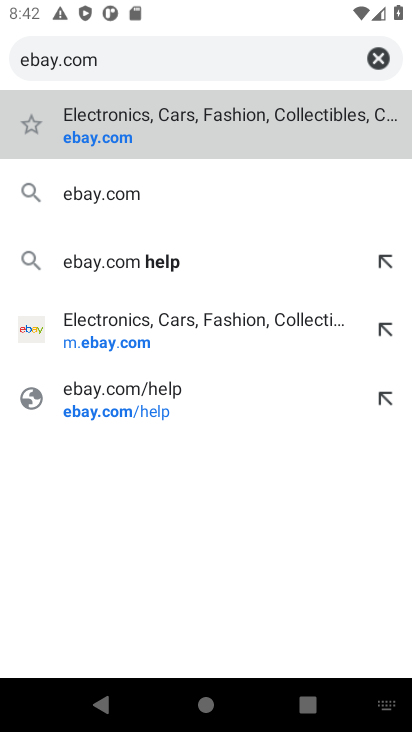 8:42
ebay.com
Electronics, Cars, Fashion, Collectibles, C...
ebay.com
ebay.com
ebay.com help
ebay
Electronics, Cars, Fashion, Collecti...
m.ebay.com
ebay.com/help
ebay.com/help